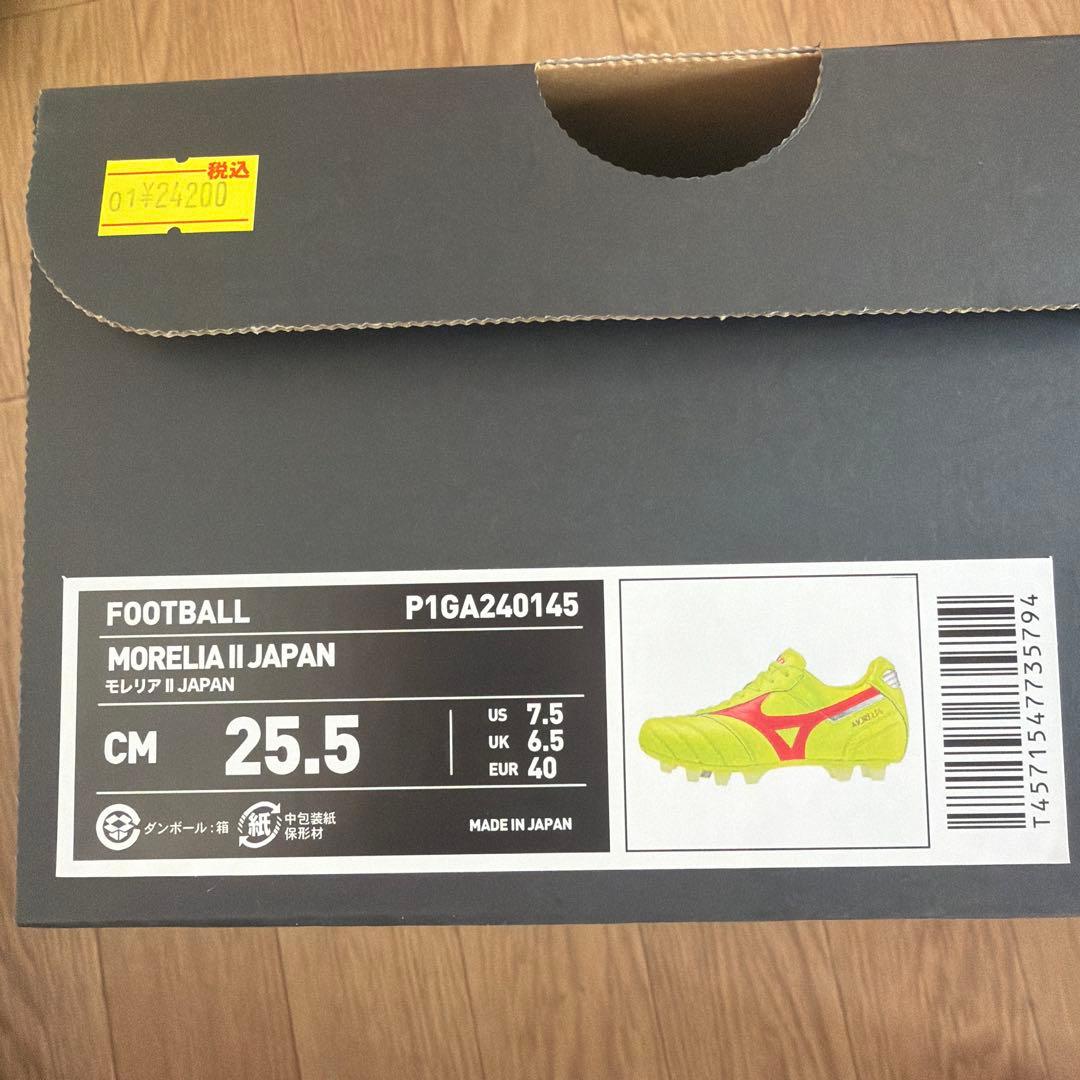 税込
01¥24200
FOOTBALL P1GA240145
MORELIA II JAPAN
モレリア II JAPAN
CM 25.5
US 7.5
UK 6.5
EUR 40
ダンボール:箱
紙
中包装紙
保形材
MADE IN JAPAN
MORELIA
T4571547735794